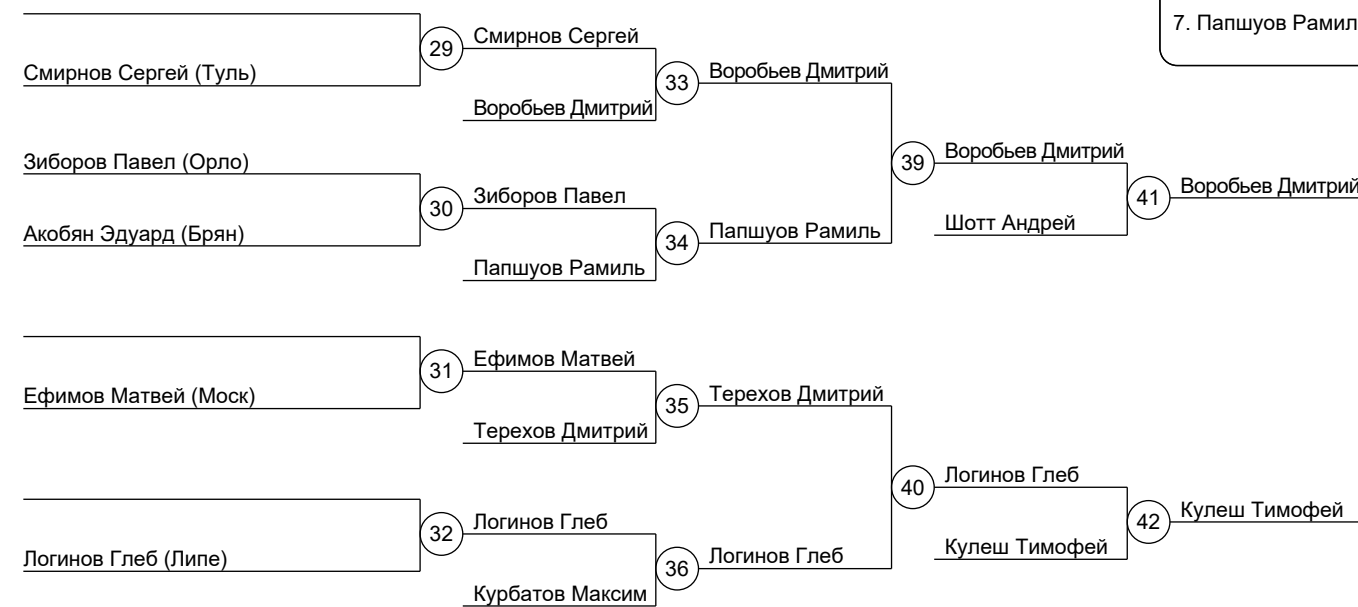 7. Папшуов Рамил
29
Смирнов Сергей
Смирнов Сергей (Туль)
33
Воробьев Дмитрий
Воробьев Дмитрий
Зиборов Павел (Орло)
39
Воробьев Дмитрий
30
Зиборов Павел
41
Воробьев Дмитрий
Акобян Эдуард (Брян)
34
Папшуов Рамиль
Шотт Андрей
Папшуов Рамиль
31
Ефимов Матвей
Ефимов Матвей (Моск)
35
Терехов Дмитрий
Терехов Дмитрий
40
Логинов Глеб
32
Логинов Глеб
42
Кулеш Тимофей
Логинов Глеб (Липе)
36
Логинов Глеб
Кулеш Тимофей
Курбатов Максим